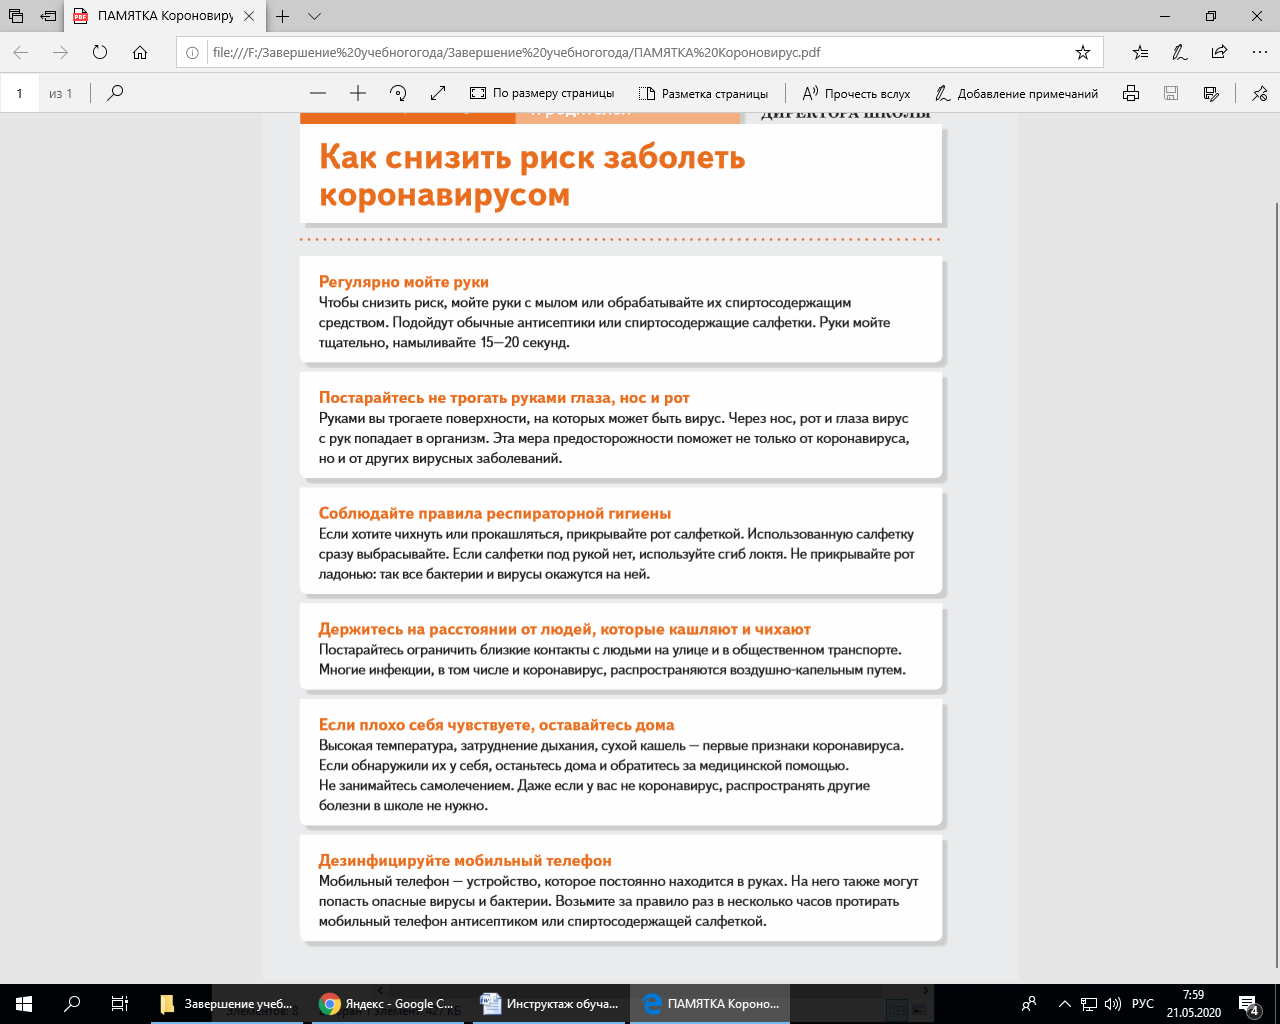 ПАМЯТКА Коронοвиру
file:///F:/Завершение%20учебногогода/Завершение%20учебногогода/ПАМЯТКА%20Короновирус.pdf
1 из 1 По размеру страницы Разметка страницы Прочесть вслух Добавление примечаний
и родителей ДИРЕКТОРА ШКОЛЫ
Как снизить риск заболеть
коронавирусом
Регулярно мойте руки
Чтобы снизить риск, мойте руки с мылом или обрабатывайте их спиртосодержащим
средством. Подойдут обычные антисептики или спиртосодержащие салфетки. Руки мойте
тщательно, намыливайте 15—20 секунд.
Постарайтесь не трогать руками глаза, нос и рот
Руками вы трогаете поверхности, на которых может быть вирус. Через нос, рот и глаза вирус
с рук попадает в организм. Эта мера предосторожности поможет не только от коронавируса,
но и от других вирусных заболеваний.
Соблюдайте правила респираторной гигиены
Если хотите чихнуть или прокашляться, прикрывайте рот салфеткой. Использованную салфетку
сразу выбрасывайте. Если салфетки под рукой нет, используйте сгиб локтя. Не прикрывайте рот
ладонью: так все бактерии и вирусы окажутся на ней.
Держитесь на расстоянии от людей, которые кашляют и чихают
Постарайтесь ограничить близкие контакты с людьми на улице и в общественном транспорте.
Многие инфекции, в том числе и коронавирус, распространяются воздушно-капельным путем.
Если плохо себя чувствуете, оставайтесь дома
Высокая температура, затруднение дыхания, сухой кашель — первые признаки коронавируса.
Если обнаружили их у себя, останьтесь дома и обратитесь за медицинской помощью.
Не занимайтесь самолечением. Даже если у вас не коронавирус, распространять другие
болезни в школе не нужно.
Дезинфицируйте мобильный телефон
Мобильный телефон — устройство, которое постоянно находится в руках. На него также могут
попасть опасные вирусы и бактерии. Возьмите за правило раз в несколько часов протирать
мобильный телефон антисептиком или спиртосодержащей салфеткой.
Завершение учеб... Яндекс - Google C... Инструктаж обуча... ПАМЯТКА Короно... РУС 7:59
21.05.2020 4
Элементов: 8 Выбран 1 элемент 427 КБ